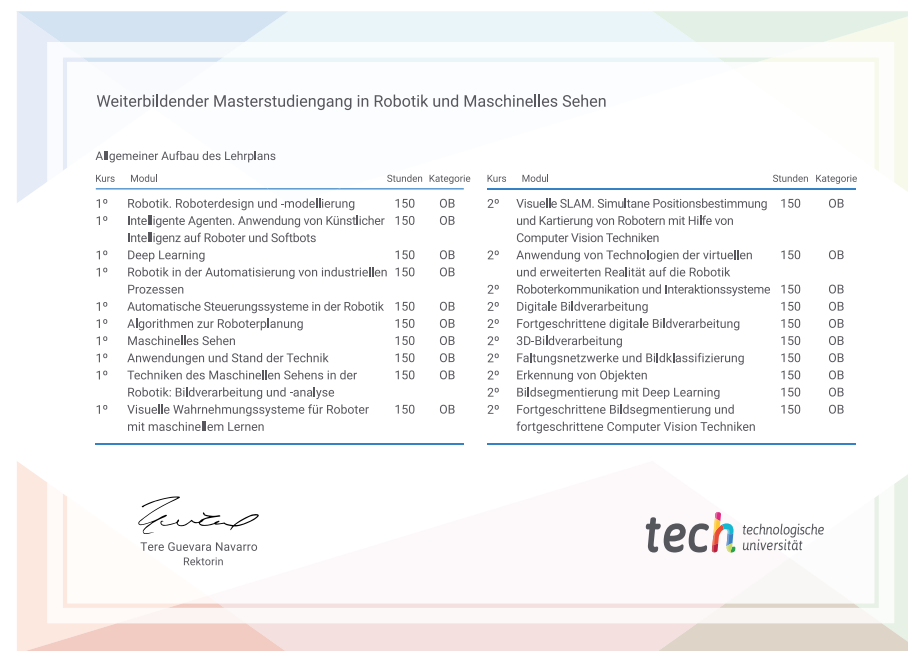 Weiterbildender Masterstudiengang in Robotik und Maschinelles Sehen
Allgemeiner Aufbau des Lehrplans
Kurs Modul Stunden Kategorie
1º Robotik. Roboterdesign und -modellierung 150 OB
1º Intelligente Agenten. Anwendung von Künstlicher 150 OB
Intelligenz auf Roboter und Softbots
1º Deep Learning 150 OB
1º Robotik in der Automatisierung von industriellen 150 OB
Prozessen
1º Automatische Steuerungssysteme in der Robotik 150 OB
1º Algorithmen zur Roboterplanung 150 OB
1º Maschinelles Sehen 150 OB
1º Anwendungen und Stand der Technik 150 OB
1º Techniken des Maschinellen Sehens in der 150 OB
Robotik: Bildverarbeitung und -analyse
1º Visuelle Wahrnehmungssysteme für Roboter 150 OB
mit maschinellem Lernen
Kurs Modul Stunden Kategorie
2º Visuelle SLAM. Simultane Positionsbestimmung 150 OB
und Kartierung von Robotern mit Hilfe von
Computer Vision Techniken
2º Anwendung von Technologien der virtuellen 150 OB
und erweiterten Realität auf die Robotik
2º Roboterkommunikation und Interaktionssysteme 150 OB
2º Digitale Bildverarbeitung 150 OB
2º Fortgeschrittene digitale Bildverarbeitung 150 OB
2º 3D-Bildverarbeitung 150 OB
2º Faltungsnetzwerke und Bildklassifizierung 150 OB
2º Erkennung von Objekten 150 OB
2º Bildsegmentierung mit Deep Learning 150 OB
2º Fortgeschrittene Bildsegmentierung und 150 OB
fortgeschrittene Computer Vision Techniken
Tere Guevara Navarro
Rektorin
tech technologische
universität